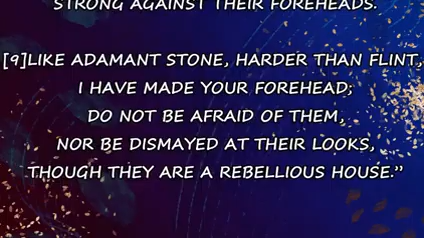 STRONG AGAINST THEIR FOREHEADS.
[9]LIKE ADAMANT STONE, HARDER THAN FLINT,
I HAVE MADE YOUR FOREHEAD;
DO NOT BE AFRAID OF THEM,
NOR BE DISMAYED AT THEIR LOOKS,
THOUGH THEY ARE A REBELLIOUS HOUSE.”